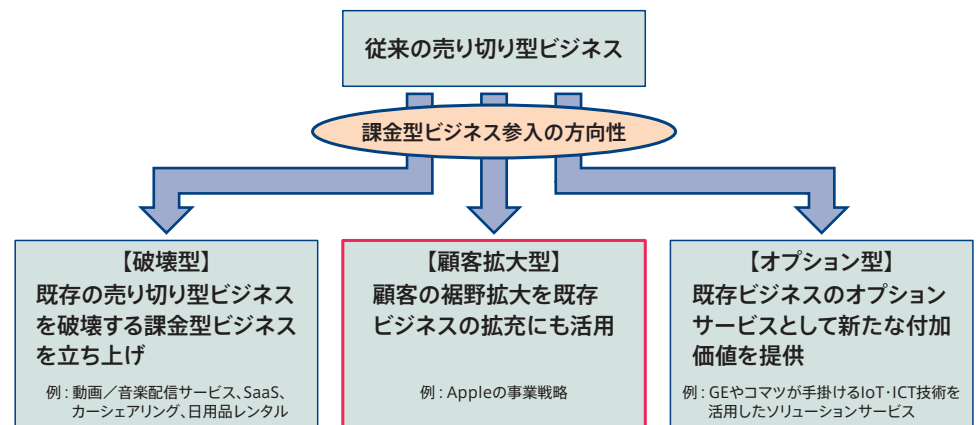 従来の売り切り型ビジネス
課金型ビジネス参入の方向性
【破壊型】
既存の売り切り型ビジネス
を破壊する課金型ビジネス
を立ち上げ
例：動画／音楽配信サービス、SaaS、
カーシェアリング、日用品レンタル
【顧客拡大型】
顧客の裾野拡大を既存
ビジネスの拡充にも活用
例：Appleの事業戦略
【オプション型】
既存ビジネスのオプション
サービスとして新たな付加
価値を提供
例：GEやコマツが手掛けるIoT・ICT技術を
活用したソリューションサービス